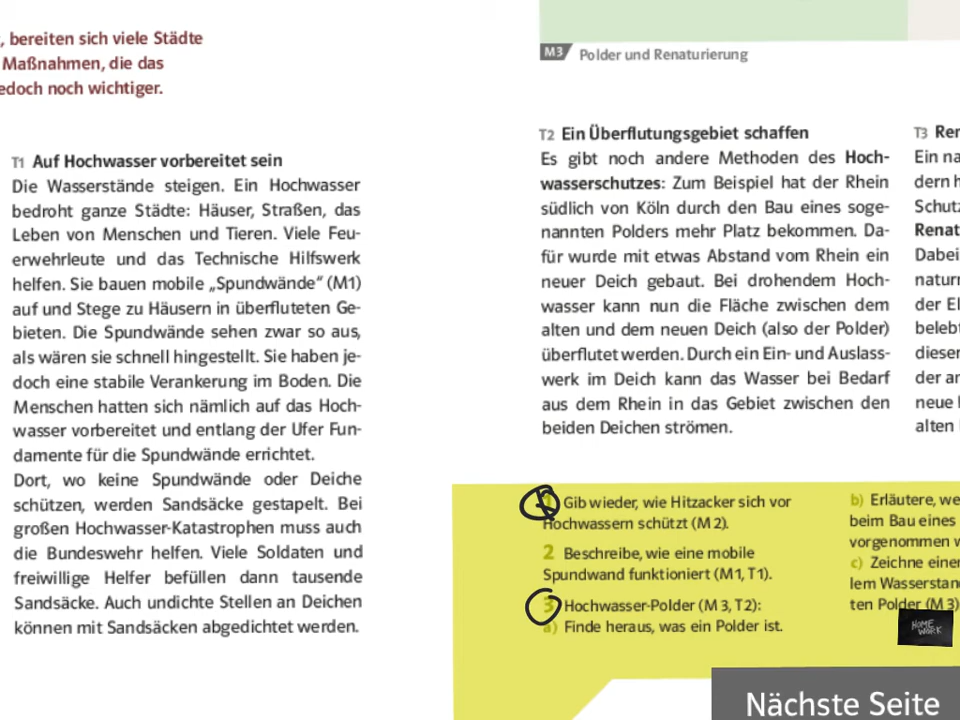 , bereiten sich viele Städte
Maßnahmen, die das
edoch noch wichtiger.
T1 Auf Hochwasser vorbereitet sein
Die Wasserstände steigen. Ein Hochwasser
bedroht ganze Städte: Häuser, Straßen, das
Leben von Menschen und Tieren. Viele Feu-
erwehrleute und das Technische Hilfswerk
helfen. Sie bauen mobile „Spundwände“ (M1)
auf und Stege zu Häusern in überfluteten Ge-
bieten. Die Spundwände sehen zwar so aus,
als wären sie schnell hingestellt. Sie haben je-
doch eine stabile Verankerung im Boden. Die
Menschen hatten sich nämlich auf das Hoch-
wasser vorbereitet und entlang der Ufer Fun-
damente für die Spundwände errichtet.
Dort, wo keine Spundwände oder Deiche
schützen, werden Sandsäcke gestapelt. Bei
großen Hochwasser-Katastrophen muss auch
die Bundeswehr helfen. Viele Soldaten und
freiwillige Helfer befüllen dann tausende
Sandsäcke. Auch undichte Stellen an Deichen
können mit Sandsäcken abgedichtet werden.
M3 Polder und Renaturierung
T2 Ein Überflutungsgebiet schaffen
Es gibt noch andere Methoden des Hoch-
wasserschutzes: Zum Beispiel hat der Rhein
südlich von Köln durch den Bau eines soge-
nannten Polders mehr Platz bekommen. Da-
für wurde mit etwas Abstand vom Rhein ein
neuer Deich gebaut. Bei drohendem Hoch-
wasser kann nun die Fläche zwischen dem
alten und dem neuen Deich (also der Polder)
überflutet werden. Durch ein Ein- und Auslass-
werk im Deich kann das Wasser bei Bedarf
aus dem Rhein in das Gebiet zwischen den
beiden Deichen strömen.
T3 Ren
Ein na
dern h
Schutz
Renat
Dabei
naturn
der El
belebt
dieser
der an
neue
alten
1 Gib wieder, wie Hitzacker sich vor
Hochwassern schützt (M 2).
2 Beschreibe, wie eine mobile
Spundwand funktioniert (M1, T1).
3 Hochwasser-Polder (M 3, T2):
a) Finde heraus, was ein Polder ist.
b) Erläutere, we
beim Bau eines
vorgenommen w
c) Zeichne einen
lem Wasserstan
ten Polder (M 3)
HOME
WORK
Nächste Seite